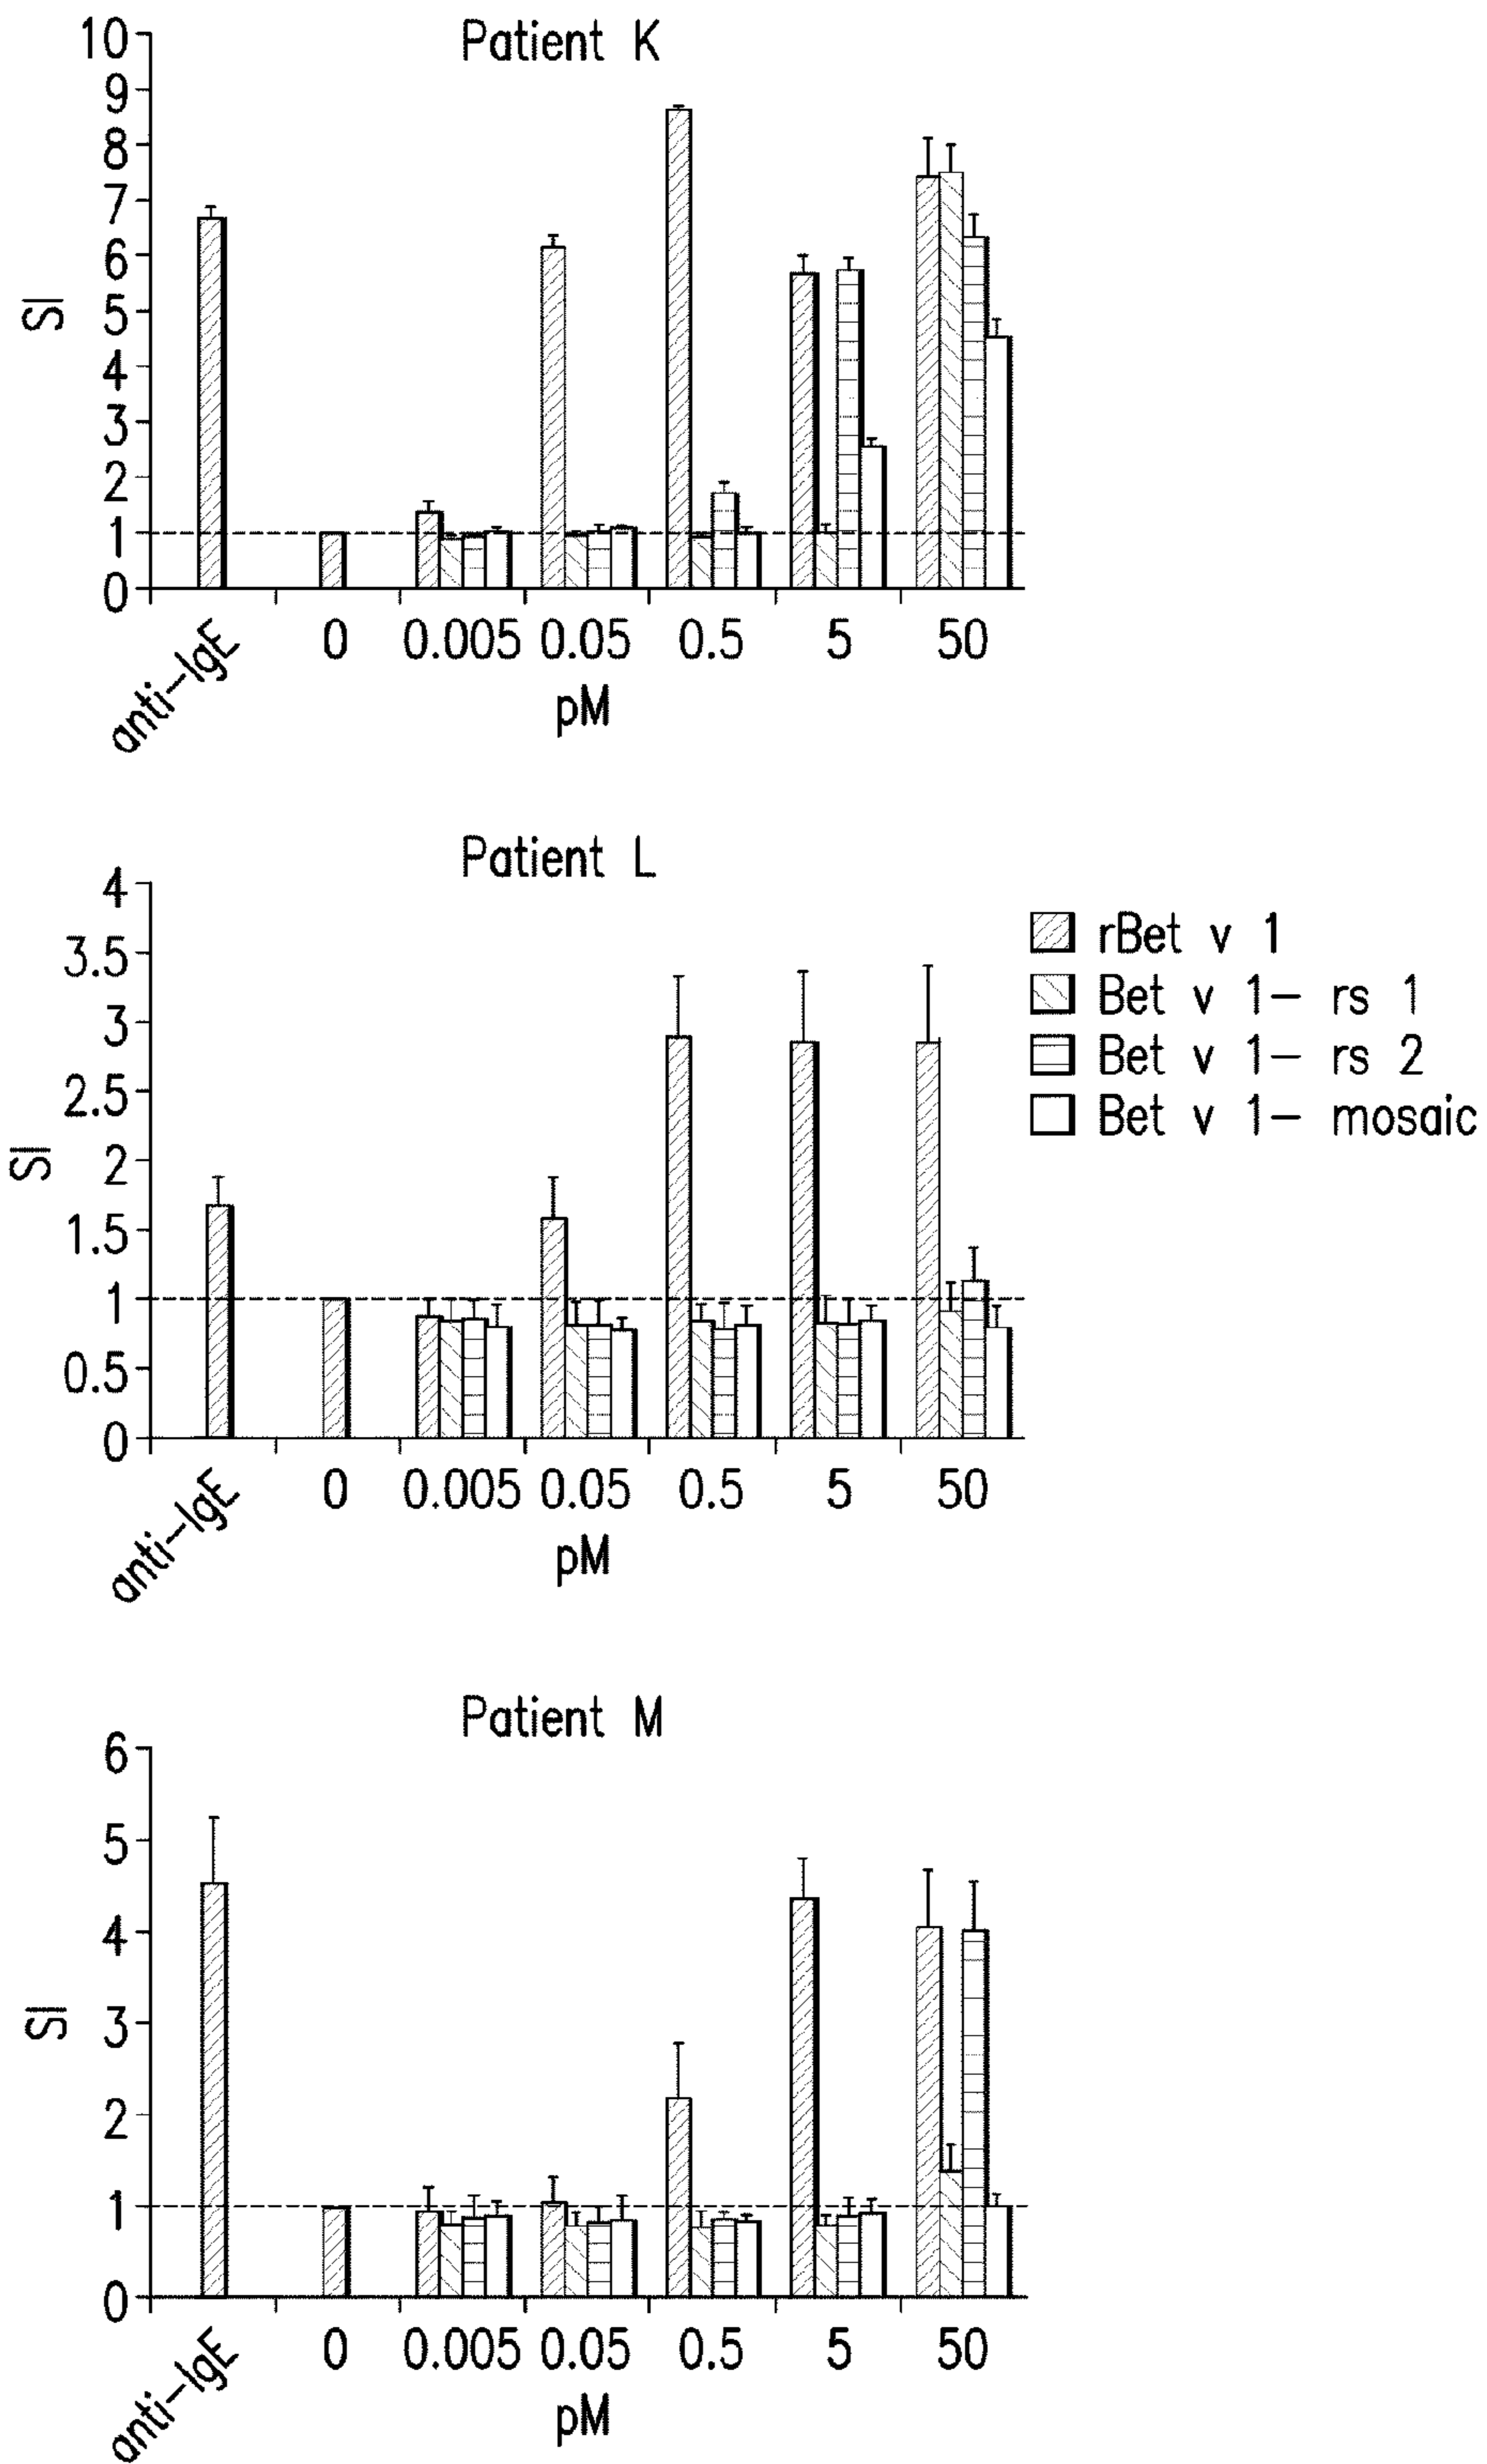 Patient K
10
9
8
7
6
5
4
3
2
1
0
SI
anti-IgE 0 0.005 0.05 0.5 5 50
pM
Patient L
4
3.5
3
2.5
2
1.5
1
0.5
0
SI
anti-IgE 0 0.005 0.05 0.5 5 50
pM
rBet v 1
Bet v 1- rs 1
Bet v 1- rs 2
Bet v 1- mosaic
Patient M
6
5
4
3
2
1
0
SI
anti-IgE 0 0.005 0.05 0.5 5 50
pM